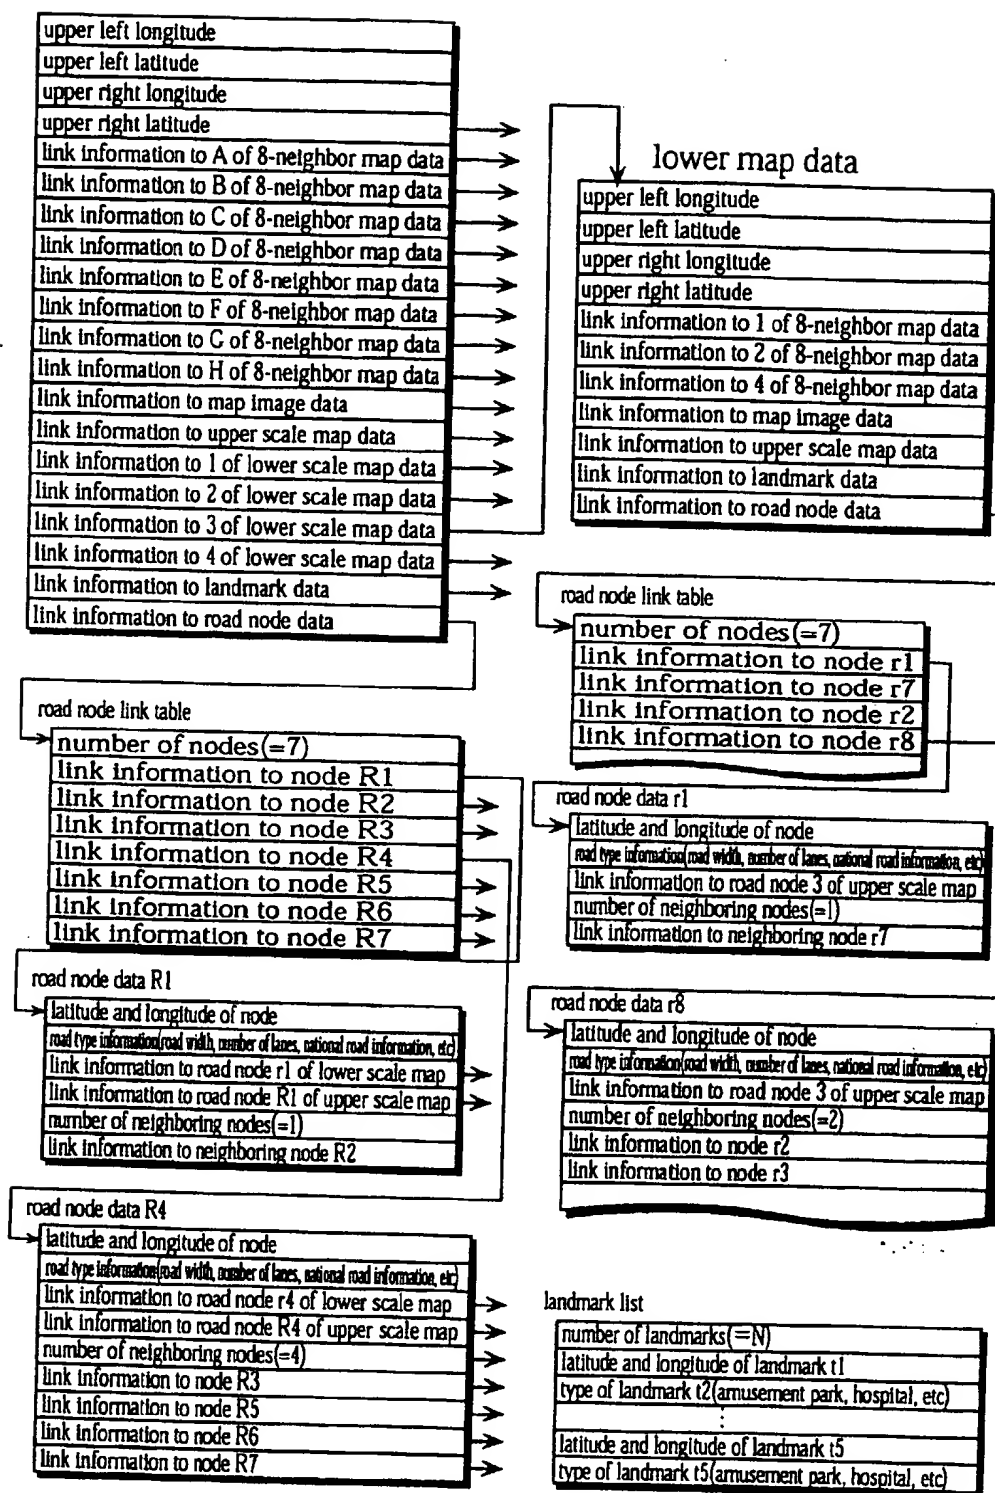 upper left longitude
upper left latitude
upper right longitude
upper right latitude
link information to A of 8-neighbor map data
link information to B of 8-neighbor map data
link information to C of 8-neighbor map data
link information to D of 8-neighbor map data
link information to E of 8-neighbor map data
link information to F of 8-neighbor map data
link information to C of 8-neighbor map data
link information to H of 8-neighbor map data
link information to map image data
link information to upper scale map data
link information to 1 of lower scale map data
link information to 2 of lower scale map data
link information to 3 of lower scale map data
link information to 4 of lower scale map data
link information to landmark data
link information to road node data
road node link table
number of nodes(=7)
link information to node R1
link information to node R2
link information to node R3
link information to node R4
link information to node R5
link information to node R6
link information to node R7
road node data R1
latitude and longitude of node
road type information(road width, number of lanes, national road information, etc)
link information to road node r1 of lower scale map
link information to road node R1 of upper scale map
number of neighboring nodes(=1)
link information to neighboring node R2
road node data R4
latitude and longitude of node
road type information(road width, number of lanes, national road information, etc)
link information to road node r4 of lower scale map
link information to road node R4 of upper scale map
number of neighboring nodes(=4)
link information to node R3
link information to node R5
link information to node R6
link information to node R7
lower map data
upper left longitude
upper left latitude
upper right longitude
upper right latitude
link information to 1 of 8-neighbor map data
link information to 2 of 8-neighbor map data
link information to 4 of 8-neighbor map data
link information to map image data
link information to upper scale map data
link information to landmark data
link information to road node data
road node link table
number of nodes(=7)
link information to node r1
link information to node r7
link information to node r2
link information to node r8
road node data r1
latitude and longitude of node
road type information(road width, number of lanes, national road information, etc)
link information to road node 3 of upper scale map
number of neighboring nodes(=1)
link information to neighboring node r7
road node data r8
latitude and longitude of node
road type information(road width, number of lanes, national road information, etc)
link information to road node 3 of upper scale map
number of neighboring nodes(=2)
link information to node r2
link information to node r3
landmark list
number of landmarks(=N)
latitude and longitude of landmark t1
type of landmark t2(amusement park, hospital, etc)
⋮
latitude and longitude of landmark t5
type of landmark t5(amusement park, hospital, etc)